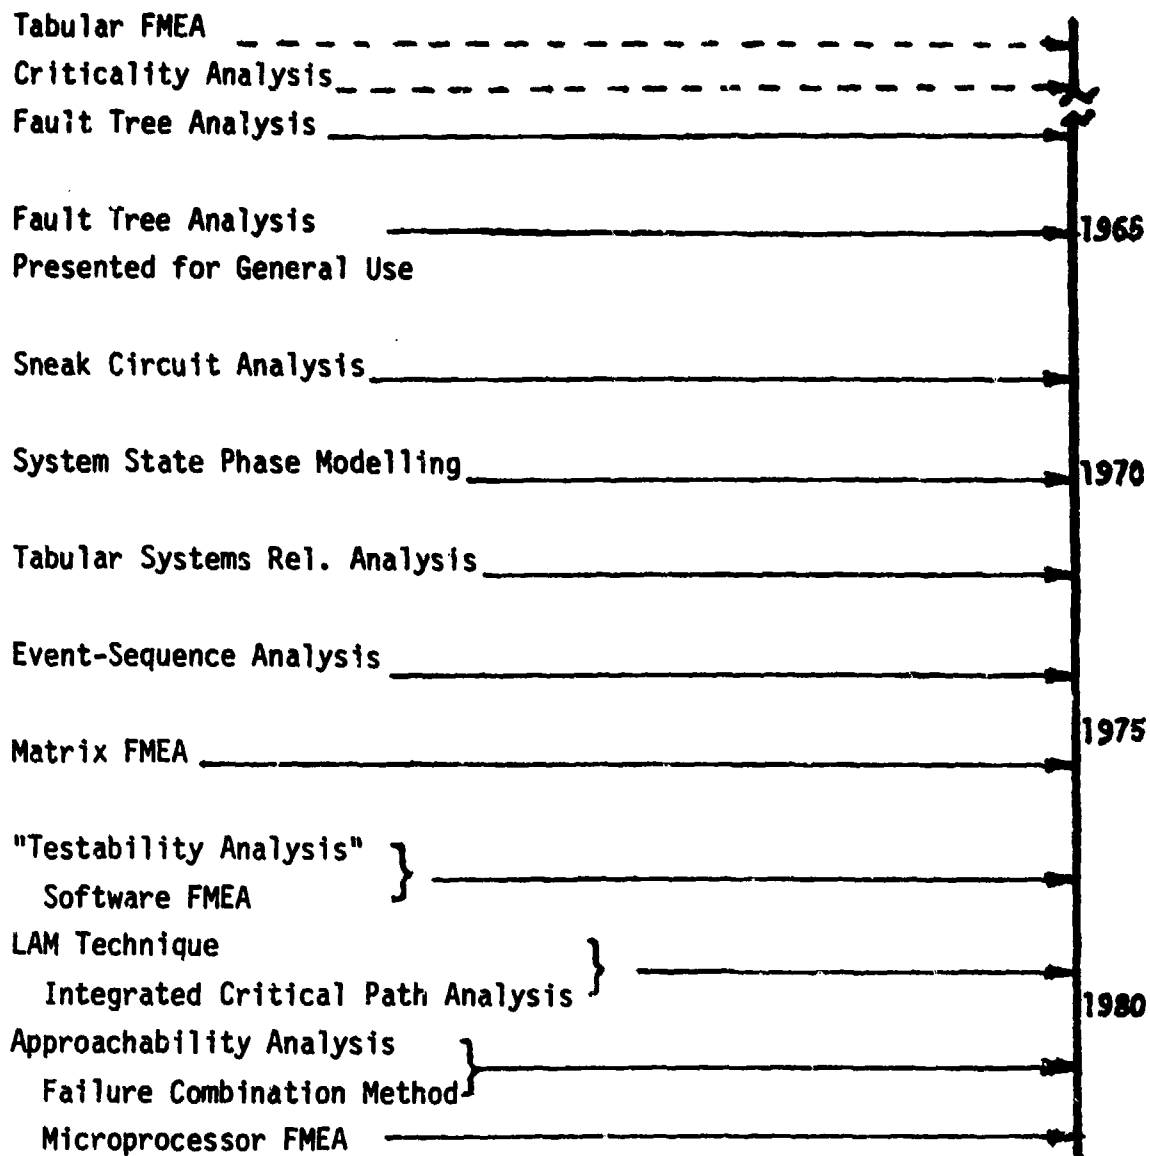 Tabular FMEA
Criticality Analysis
Fault Tree Analysis
Fault Tree Analysis
1965
Presented for General Use
Sneak Circuit Analysis
System State Phase Modelling
1970
Tabular Systems Rel. Analysis
Event-Sequence Analysis
1975
Matrix FMEA
"Testability Analysis"
Software FMEA
LAM Technique
Integrated Critical Path Analysis
1980
Approachability Analysis
Failure Combination Method
Microprocessor FMEA